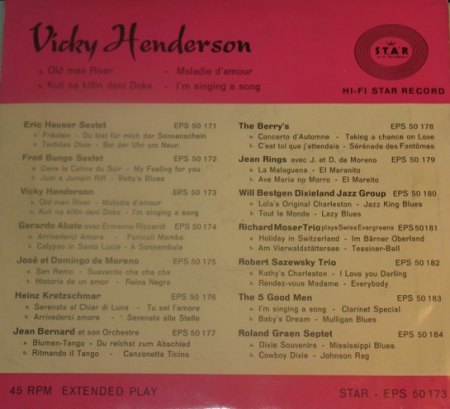 Vicky Henderson
a. Old man River - Maladie d'amour
b. Kuli na killin deni Doko - I'm singing a song
STAR
HI-FI STAR RECORD
Eric Hauser Sextet EPS 50 171
a. Fräulein - Du bist für mich der Sonnenschein
b. Techoas Dixie - Bei der Uhr um Neun
Fred Bunge Sextet EPS 50 172
a. Dans le Calme du Soir - My Feeling for you
b. Just a Jumpin Riff - Betty's Blues
Vicky Henderson EPS 50 173
a. Old man River - Maladie d'amour
b. Kuli na killin deni Doko - I'm singing a song
Gerardo Abate avec Ermanno Riccardi EPS 50 174
a. Arrivederci Amore - Funiculi Mambo
b. Calypso in Santa Lucia - A Sonnambula
José et Domingo de Moreno EPS 50 175
a. San Remo - Suavecito cha cha cha
b. Historia de un amor - Reina Negra
Heinz Kretzschmar EPS 50 176
a. Serenata al Chiar di Luna - Tu sei l'amore
b. Arrivederci amore - Serenata alle Stelle
Jean Bernard et son Orchestre EPS 50 177
a. Blumen-Tango - Du reichst zum Abschied
b. Ritmando il Tango - Canzonetta Ticino
The Berry's EPS 50 178
a. Concerto d'Automne - Taking a chance on Love
b. C'est toi que j'attendais - Sérénade des Fantômes
Jean Rings avec J. et D. de Moreno EPS 50 179
a. La Malaguena - El Maranito
b. Ave Maria no Morro - El Mareito
Will Bestgen Dixieland Jazz Group EPS 50 180
a. Lola's Original Charleston - Jazz King Blues
b. Tout le Monde - Lazy Blues
Richard Moser Trio plays Swiss Evergreens EPS 50181
a. Holiday in Switzerland - Im Bärner Oberland
b. Am Vierwaldstättersee - Tessiner-Ball
Robert Sazewsky Trio EPS 50 182
a. Kathy's Charleston - I Love you Darling
b. Rendez-vous Madame - Everybody
The 5 Good Men EPS 50 183
a. I'm singing a song - Clarinet Special
b. Baby's Dream - Mulligan Blues
Roland Graen Septet EPS 50 184
a. Dixie Souvenirs - Mississippi Blues
b. Cowboy Dixie - Johnson Rag
45 RPM EXTENDED PLAY
STAR - EPS 50 173